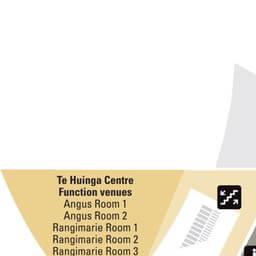 Te Huinga Centre
Function venues
Angus Room 1
Angus Room 2
Rangimarie Room 1
Rangimarie Room 2
Rangimarie Room 3